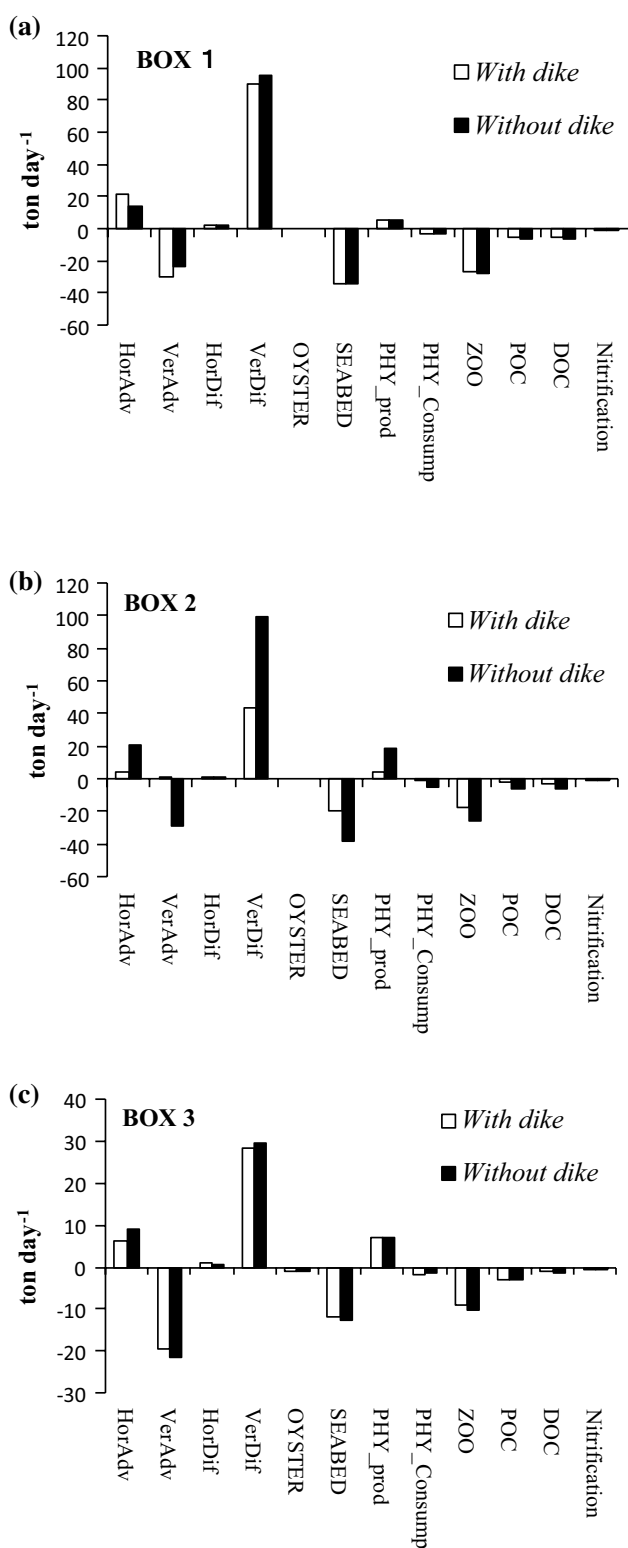 (a)
BOX 1
With dike
Without dike
ton day-1
120
100
80
60
40
20
0
-20
-40
-60
HorAdv
VerAdv
HorDif
VerDif
OYSTER
SEABED
PHY_prod
PHY_Consump
ZOO
POC
DOC
Nitrification
(b)
BOX 2
With dike
Without dike
ton day-1
120
100
80
60
40
20
0
-20
-40
-60
HorAdv
VerAdv
HorDif
VerDif
OYSTER
SEABED
PHY_prod
PHY_Consump
ZOO
POC
DOC
Nitrification
(c)
BOX 3
With dike
Without dike
ton day-1
40
30
20
10
0
-10
-20
-30
HorAdv
VerAdv
HorDif
VerDif
OYSTER
SEABED
PHY_prod
PHY_Consump
ZOO
POC
DOC
Nitrification